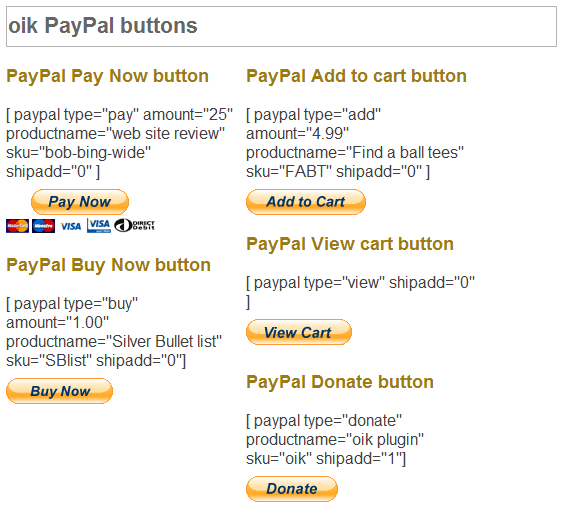 oik PayPal buttons
PayPal Pay Now button
[ paypal type="pay" amount="25"
productname="web site review"
sku="bob-bing-wide"
shipadd="0" ]
Pay Now
MasterCard Maestro VISA VISA DIRECT
Debit
PayPal Buy Now button
[ paypal type="buy"
amount="1.00"
productname="Silver Bullet list"
sku="SBlist" shipadd="0"]
Buy Now
PayPal Add to cart button
[ paypal type="add"
amount="4.99"
productname="Find a ball tees"
sku="FABT" shipadd="0" ]
Add to Cart
PayPal View cart button
[ paypal type="view" shipadd="0"
]
View Cart
PayPal Donate button
[ paypal type="donate"
productname="oik plugin"
sku="oik" shipadd="1"]
Donate